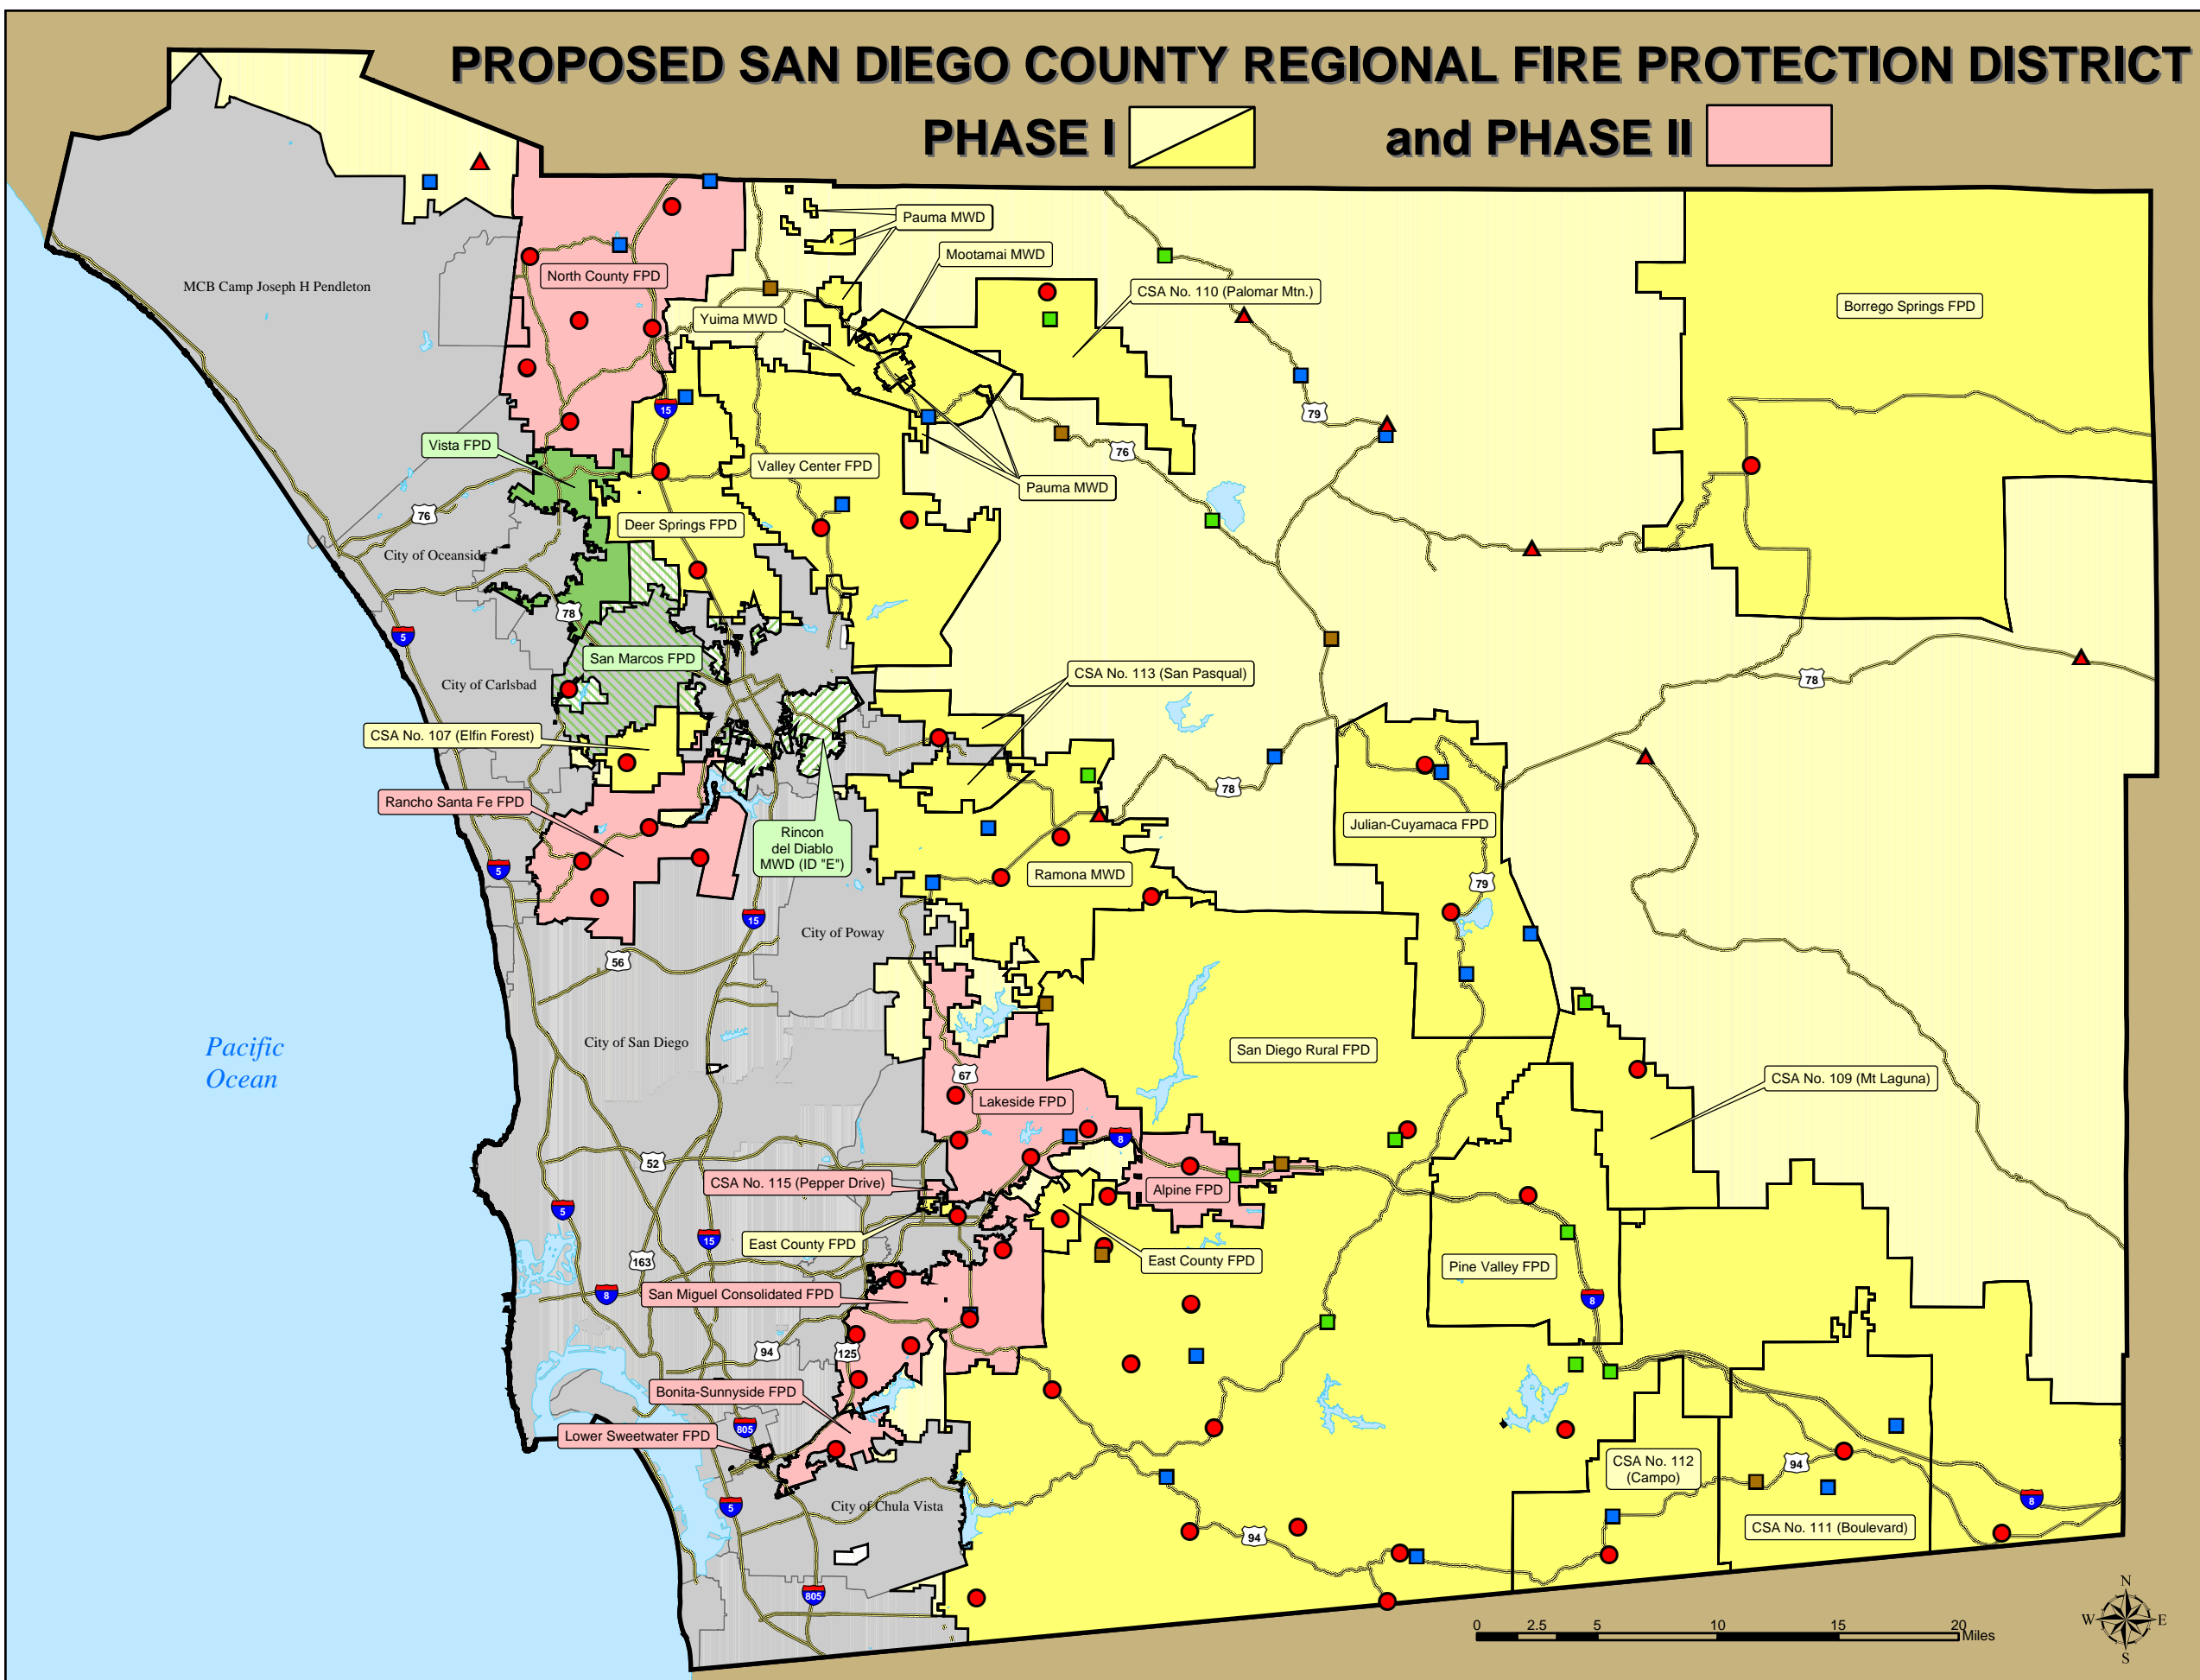 PROPOSED SAN DIEGO COUNTY REGIONAL FIRE PROTECTION DISTRICT
PHASE I and PHASE II
Pauma MWD
Mootamai MWD
MCB Camp Joseph H Pendleton
North County FPD
CSA No. 110 (Palomar Mtn.)
Borrego Springs FPD
Yuima MWD
15
79
Vista FPD
76
Valley Center FPD
Pauma MWD
76
Deer Springs FPD
City of Oceanside
78
5
San Marcos FPD
CSA No. 113 (San Pasqual)
78
City of Carlsbad
CSA No. 107 (Elfin Forest)
78
Rancho Santa Fe FPD
Rincon
del Diablo
MWD (ID "E")
Julian-Cuyamaca FPD
5
Ramona MWD
79
15
City of Poway
56
Pacific
Ocean
City of San Diego
San Diego Rural FPD
67
CSA No. 109 (Mt Laguna)
Lakeside FPD
8
52
CSA No. 115 (Pepper Drive)
Alpine FPD
5
15
East County FPD
163
East County FPD
Pine Valley FPD
8
San Miguel Consolidated FPD
8
94
125
Bonita-Sunnyside FPD
805
Lower Sweetwater FPD
CSA No. 112
(Campo)
94
5
City of Chula Vista
8
94
CSA No. 111 (Boulevard)
805
N
W E
S
0 2.5 5 10 15 20
Miles